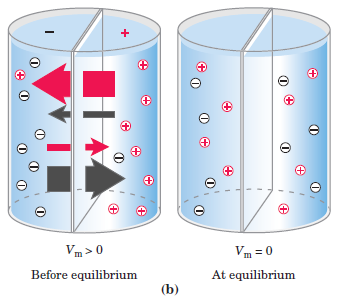 Vm > 0
Vm = 0
Before equilibrium
At equilibrium
(b)